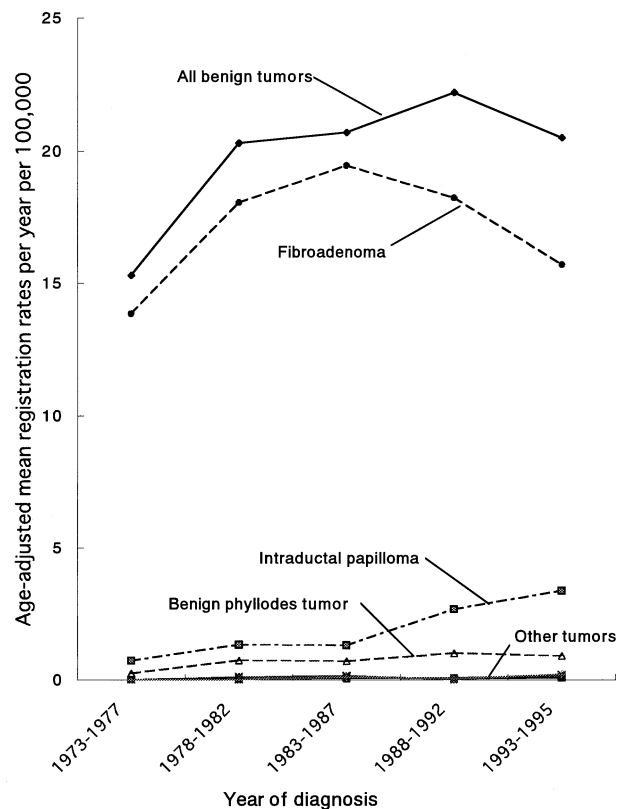 25
All benign tumors
20
Fibroadenoma
15
10
5
Intraductal papilloma
Benign phyllodes tumor
Other tumors
0
Age-adjusted mean registration rates per year per 100,000
1973-1977
1978-1982
1983-1987
1988-1992
1993-1995
Year of diagnosis